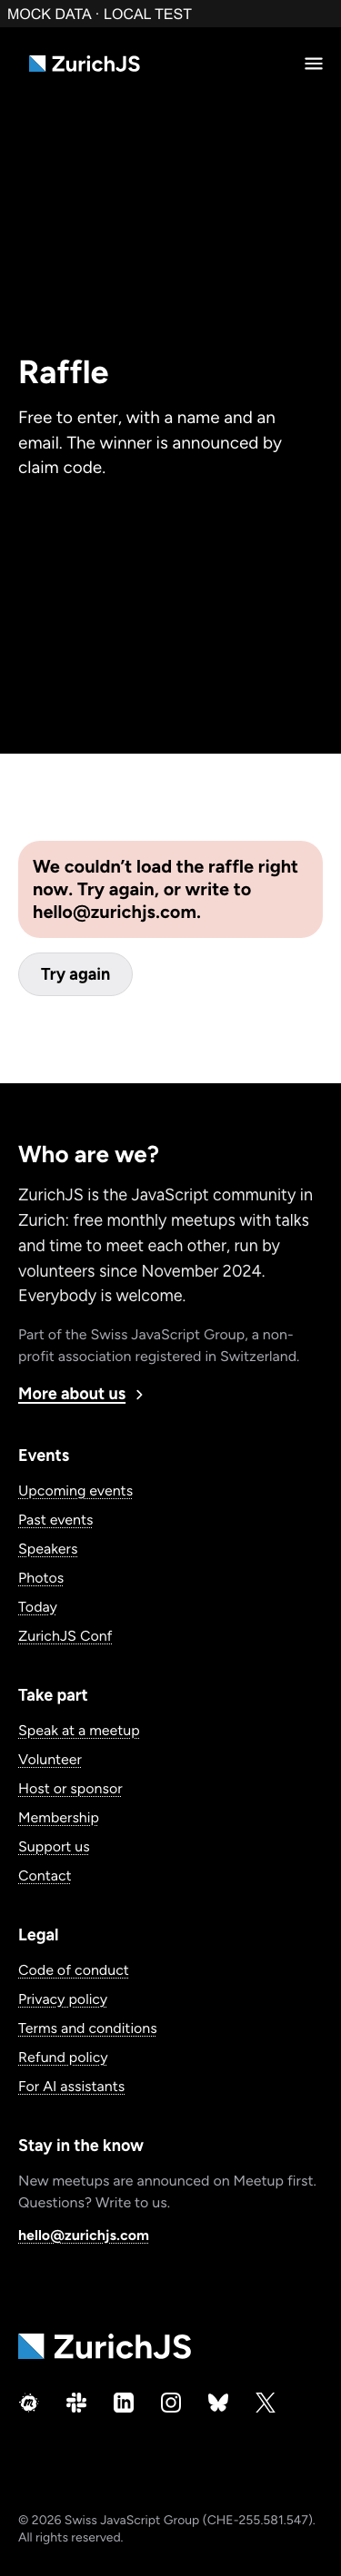 MOCK DATA · LOCAL TEST
ZurichJS
Raffle
Free to enter, with a name and an
email. The winner is announced by
claim code.
We couldn’t load the raffle right
now. Try again, or write to
hello@zurichjs.com.
Try again
Who are we?
ZurichJS is the JavaScript community in
Zurich: free monthly meetups with talks
and time to meet each other, run by
volunteers since November 2024.
Everybody is welcome.
Part of the Swiss JavaScript Group, a non-
profit association registered in Switzerland.
More about us
Events
Upcoming events
Past events
Speakers
Photos
Today
ZurichJS Conf
Take part
Speak at a meetup
Volunteer
Host or sponsor
Membership
Support us
Contact
Legal
Code of conduct
Privacy policy
Terms and conditions
Refund policy
For AI assistants
Stay in the know
New meetups are announced on Meetup first.
Questions? Write to us.
hello@zurichjs.com
ZurichJS
© 2026 Swiss JavaScript Group (CHE-255.581.547).
All rights reserved.